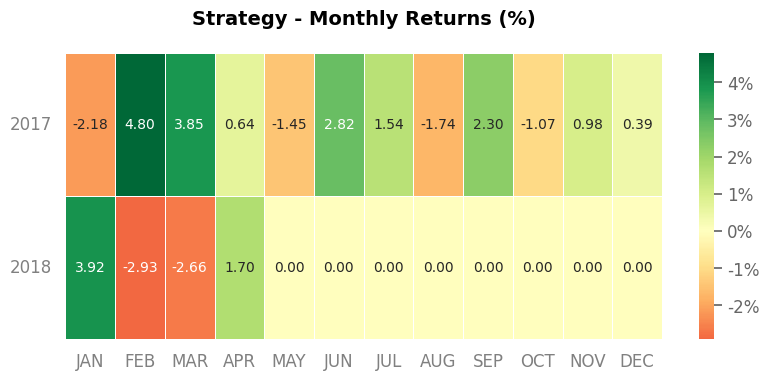 Strategy - Monthly Returns (%)
2017 -2.18 4.80 3.85 0.64 -1.45 2.82 1.54 -1.74 2.30 -1.07 0.98 0.39
2018 3.92 -2.93 -2.66 1.70 0.00 0.00 0.00 0.00 0.00 0.00 0.00 0.00
JAN FEB MAR APR MAY JUN JUL AUG SEP OCT NOV DEC
4%
3%
2%
1%
0%
-1%
-2%